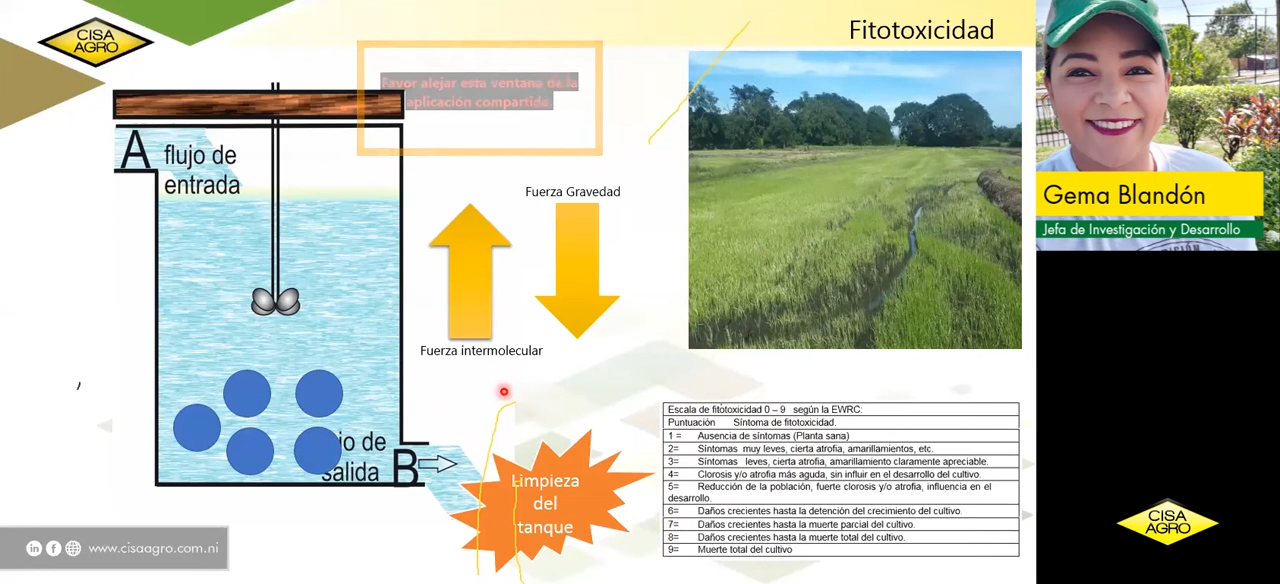 CISA
AGRO
Fitotoxicidad
Favor alejar esta ventana de la
aplicación compartida.
A flujo de
entrada
Fuerza Gravedad
Fuerza intermolecular
jo de
salida B
Limpieza
del
tanque
Escala de fitotoxicidad 0 – 9 según la EWRC:
Puntuación Síntoma de fitotoxicidad.
1 = Ausencia de síntomas (Planta sana)
2= Síntomas muy leves, cierta atrofia, amarillamientos, etc.
3= Síntomas leves, cierta atrofia, amarillamiento claramente apreciable.
4= Clorosis y/o atrofia más aguda, sin influir en el desarrollo del cultivo.
5= Reducción de la población, fuerte clorosis y/o atrofia, influencia en el
desarrollo.
6= Daños crecientes hasta la detención del crecimiento del cultivo.
7= Daños crecientes hasta la muerte parcial del cultivo.
8= Daños crecientes hasta la muerte total del cultivo.
9= Muerte total del cultivo
www.cisaagro.com.ni
Gema Blandón
Jefa de Investigación y Desarrollo
CISA
AGRO